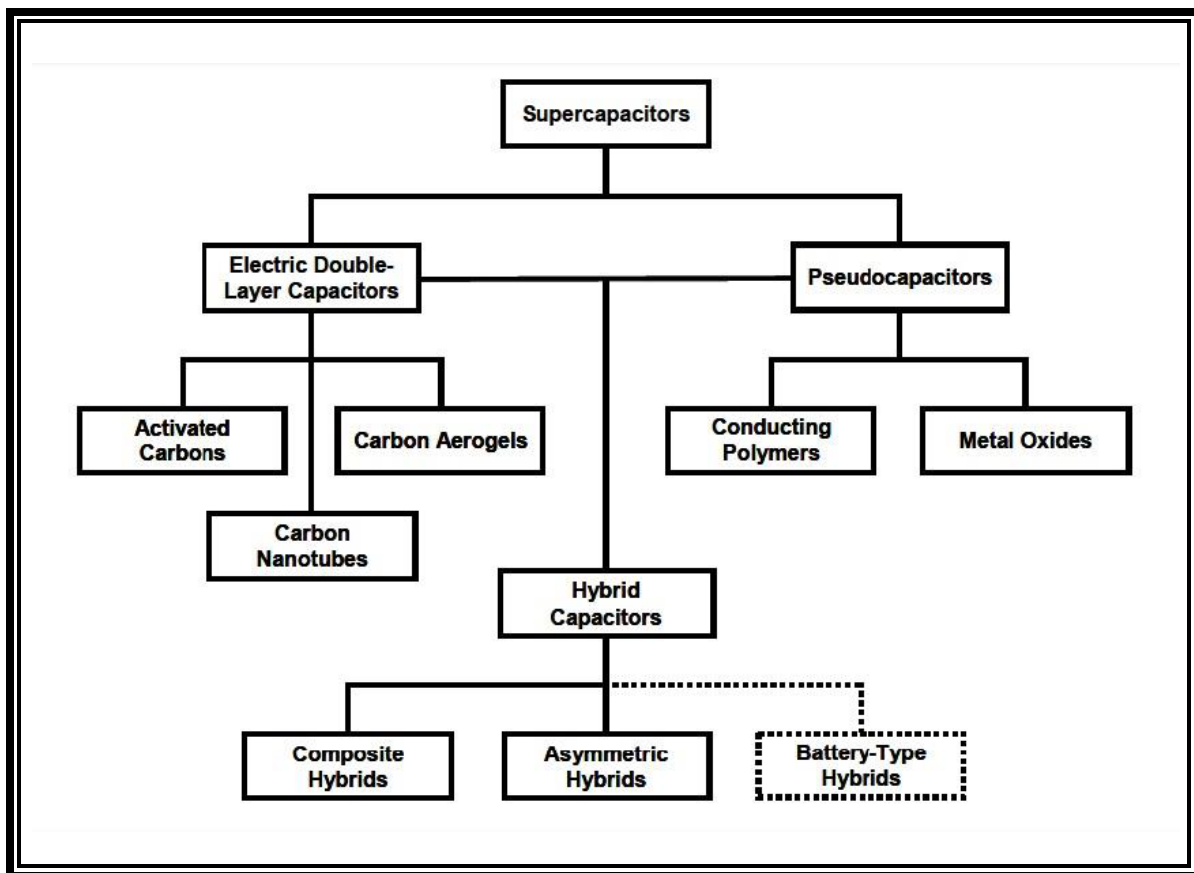 Supercapacitors
Electric Double-
Layer Capacitors
Pseudocapacitors
Activated
Carbons
Carbon Aerogels
Conducting
Polymers
Metal Oxides
Carbon
Nanotubes
Hybrid
Capacitors
Composite
Hybrids
Asymmetric
Hybrids
Battery-Type
Hybrids